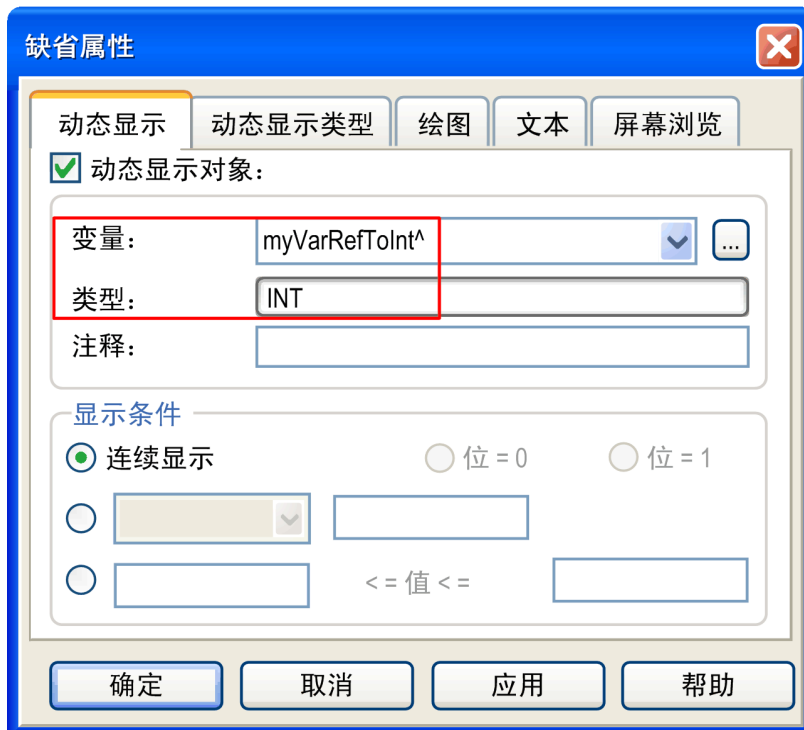 缺省属性
动态显示 动态显示类型 绘图 文本 屏幕浏览
动态显示对象：
变量： myVarRefToInt^ ...
类型： INT
注释：
显示条件
连续显示 位 = 0 位 = 1
< = 值 < =
确定 取消 应用 帮助